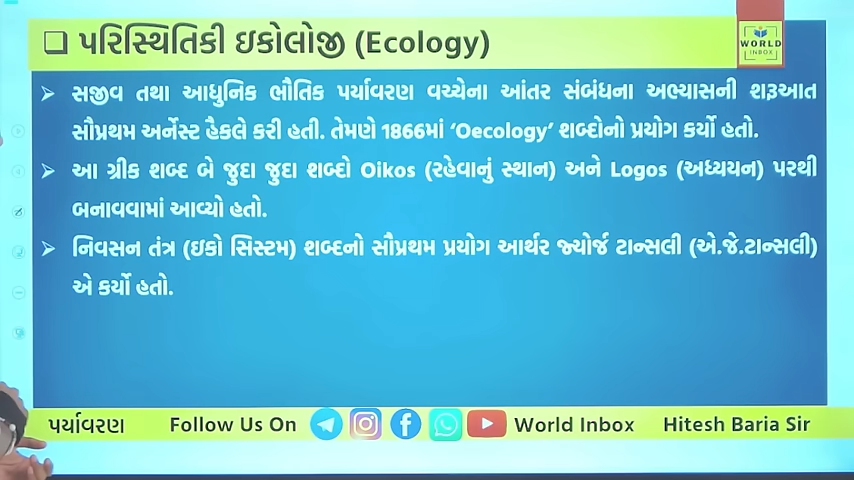 ❑ પરિસ્થિતિકી ઇકોલોજી (Ecology)
WORLD
INBOX
➢ સજીવ તથા આધુનિક ભૌતિક પર્યાવરણ વચ્ચેના આંતર સંબંધના અભ્યાસની શરૂઆત
સૌપ્રથમ અર્નેસ્ટ હૈકલે કરી હતી. તેમણે 1866માં ‘Oecology’ શબ્દોનો પ્રયોગ કર્યો હતો.
➢ આ ગ્રીક શબ્દ બે જુદા જુદા શબ્દો Oikos (રહેવાનું સ્થાન) અને Logos (અધ્યયન) પરથી
બનાવવામાં આવ્યો હતો.
➢ નિવસન તંત્ર (ઇકો સિસ્ટમ) શબ્દનો સૌપ્રથમ પ્રયોગ આર્થર જ્યોર્જ ટાન્સલી (એ.જે.ટાન્સલી)
એ કર્યો હતો.
પર્યાવરણ Follow Us On World Inbox Hitesh Baria Sir